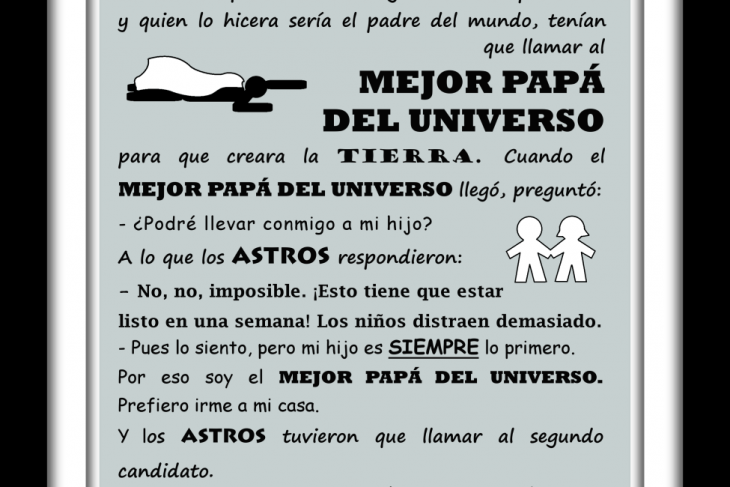 y quien lo hicera sería el padre del mundo, tenían
que llamar al
MEJOR PAPÁ
DEL UNIVERSO
para que creara la TIERRA. Cuando el
MEJOR PAPÁ DEL UNIVERSO llegó, preguntó:
- ¿Podré llevar conmigo a mi hijo?
A lo que los ASTROS respondieron:
– No, no, imposible. ¡Esto tiene que estar
listo en una semana! Los niños distraen demasiado.
- Pues lo siento, pero mi hijo es SIEMPRE lo primero.
Por eso soy el MEJOR PAPÁ DEL UNIVERSO.
Prefiero irme a mi casa.
Y los ASTROS tuvieron que llamar al segundo
candidato.